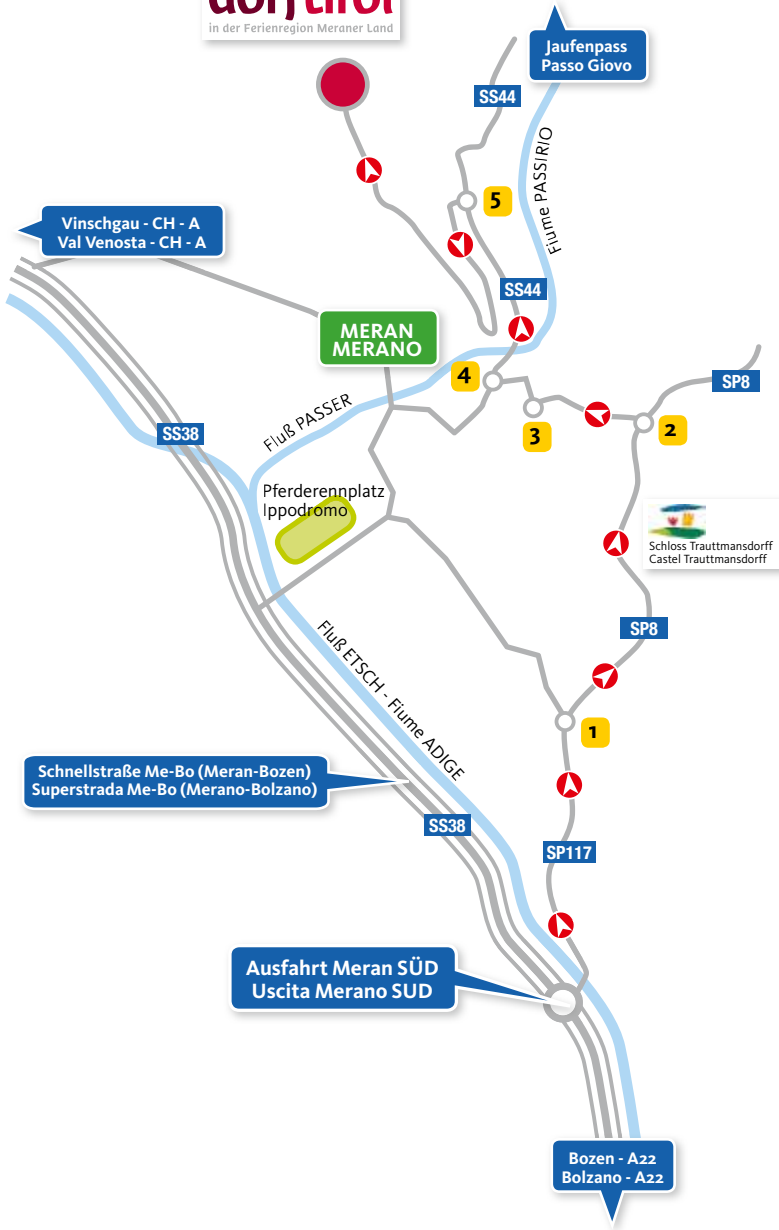 dorf tirol
in der Ferienregion Meraner Land
Jaufenpass
Passo Giovo
SS44
Fiume PASSIRIO
5
Vinschgau - CH - A
Val Venosta - CH - A
SS44
MERAN
MERANO
4
SP8
Fluß PASSER
3
2
SS38
Pferderennplatz
Ippodromo
Schloss Trauttmansdorff
Castel Trauttmansdorff
SP8
Fluß ETSCH - Fiume ADIGE
1
Schnellstraße Me-Bo (Meran-Bozen)
Superstrada Me-Bo (Merano-Bolzano)
SS38
SP117
Ausfahrt Meran SÜD
Uscita Merano SUD
Bozen - A22
Bolzano - A22